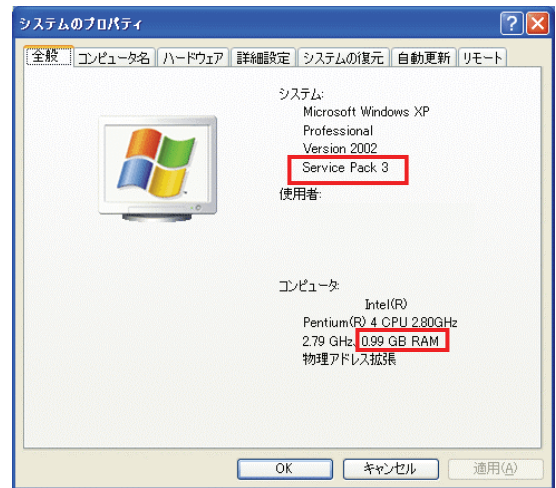 システムのプロパティ
全般 コンピュータ名 ハードウェア 詳細設定 システムの復元 自動更新 リモート
システム:
Microsoft Windows XP
Professional
Version 2002
Service Pack 3
使用者:
コンピュータ:
Intel(R)
Pentium(R) 4 CPU 2.80GHz
2.79 GHz、0.99 GB RAM
物理アドレス拡張
OK キャンセル 適用(A)